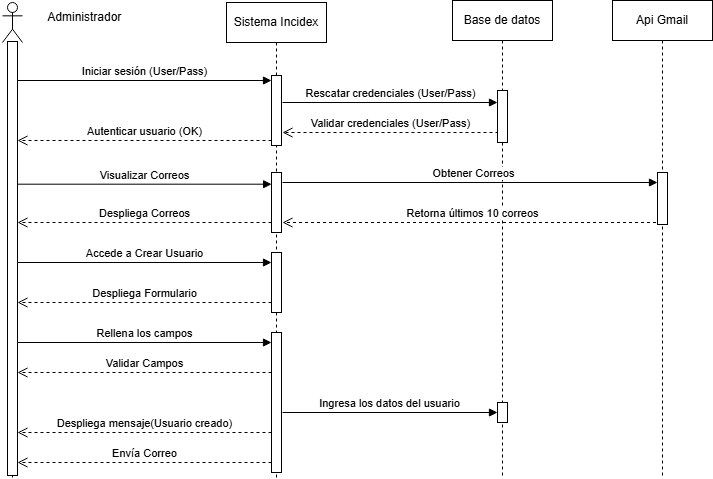 Administrador
Sistema Incidex
Base de datos
Api Gmail
Iniciar sesión (User/Pass)
Rescatar credenciales (User/Pass)
Validar credenciales (User/Pass)
Autenticar usuario (OK)
Visualizar Correos
Obtener Correos
Despliega Correos
Retorna últimos 10 correos
Accede a Crear Usuario
Despliega Formulario
Rellena los campos
Validar Campos
Ingresa los datos del usuario
Despliega mensaje(Usuario creado)
Envía Correo